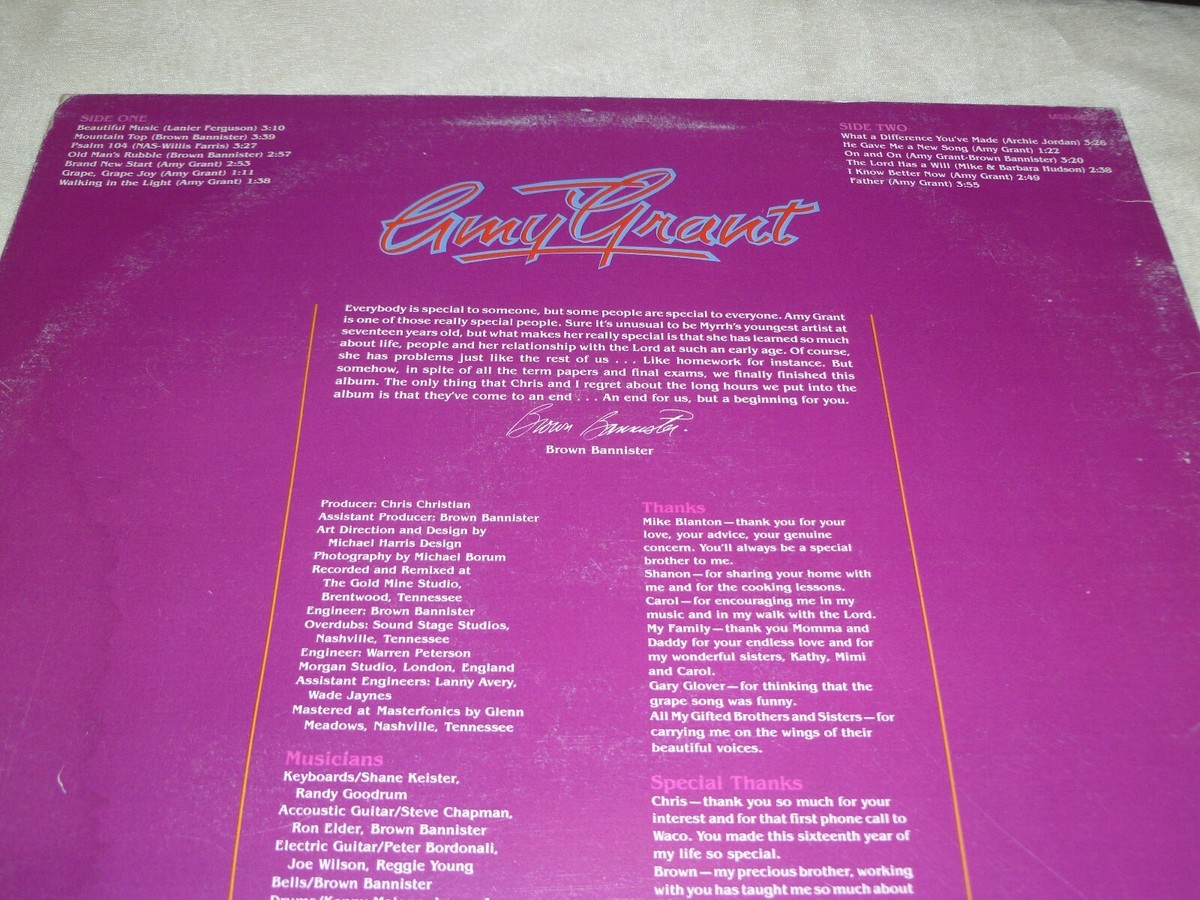 SIDE ONE
Beautiful Music (Lanier Ferguson) 3:10
Mountain Top (Brown Bannister) 3:39
Psalm 104 (NAS-Willis Farris) 3:27
Old Man's Rubble (Brown Bannister) 2:57
Brand New Start (Amy Grant) 2:53
Grape, Grape Joy (Amy Grant) 1:11
Walking in the Light (Amy Grant) 1:38
SIDE TWO
What a Difference You've Made (Archie Jordan) 3:26
He Gave Me a New Song (Amy Grant) 1:22
On and On (Amy Grant-Brown Bannister) 3:20
The Lord Has a Will (Mike & Barbara Hudson) 2:38
I Know Better Now (Amy Grant) 2:49
Father (Amy Grant) 3:55
Amy Grant
Everybody is special to someone, but some people are special to everyone. Amy Grant
is one of those really special people. Sure it's unusual to be Myrrh's youngest artist at
seventeen years old, but what makes her really special is that she has learned so much
about life, people and her relationship with the Lord at such an early age. Of course,
she has problems just like the rest of us . . . Like homework for instance. But
somehow, in spite of all the term papers and final exams, we finally finished this
album. The only thing that Chris and I regret about the long hours we put into the
album is that they've come to an end . . . An end for us, but a beginning for you.
Brown Bannister
Brown Bannister
Producer: Chris Christian
Assistant Producer: Brown Bannister
Art Direction and Design by
Michael Harris Design
Photography by Michael Borum
Recorded and Remixed at
The Gold Mine Studio,
Brentwood, Tennessee
Engineer: Brown Bannister
Overdubs: Sound Stage Studios,
Nashville, Tennessee
Engineer: Warren Peterson
Morgan Studio, London, England
Assistant Engineers: Lanny Avery,
Wade Jaynes
Mastered at Masterfonics by Glenn
Meadows, Nashville, Tennessee
Musicians
Keyboards/Shane Keister,
Randy Goodrum
Accoustic Guitar/Steve Chapman,
Ron Elder, Brown Bannister
Electric Guitar/Peter Bordonali,
Joe Wilson, Reggie Young
Bells/Brown Bannister
Thanks
Mike Blanton—thank you for your
love, your advice, your genuine
concern. You'll always be a special
brother to me.
Shanon—for sharing your home with
me and for the cooking lessons.
Carol—for encouraging me in my
music and in my walk with the Lord.
My Family—thank you Momma and
Daddy for your endless love and for
my wonderful sisters, Kathy, Mimi
and Carol.
Gary Glover—for thinking that the
grape song was funny.
All My Gifted Brothers and Sisters—for
carrying me on the wings of their
beautiful voices.
Special Thanks
Chris—thank you so much for your
interest and for that first phone call to
Waco. You made this sixteenth year of
my life so special.
Brown—my precious brother, working
with you has taught me so much about